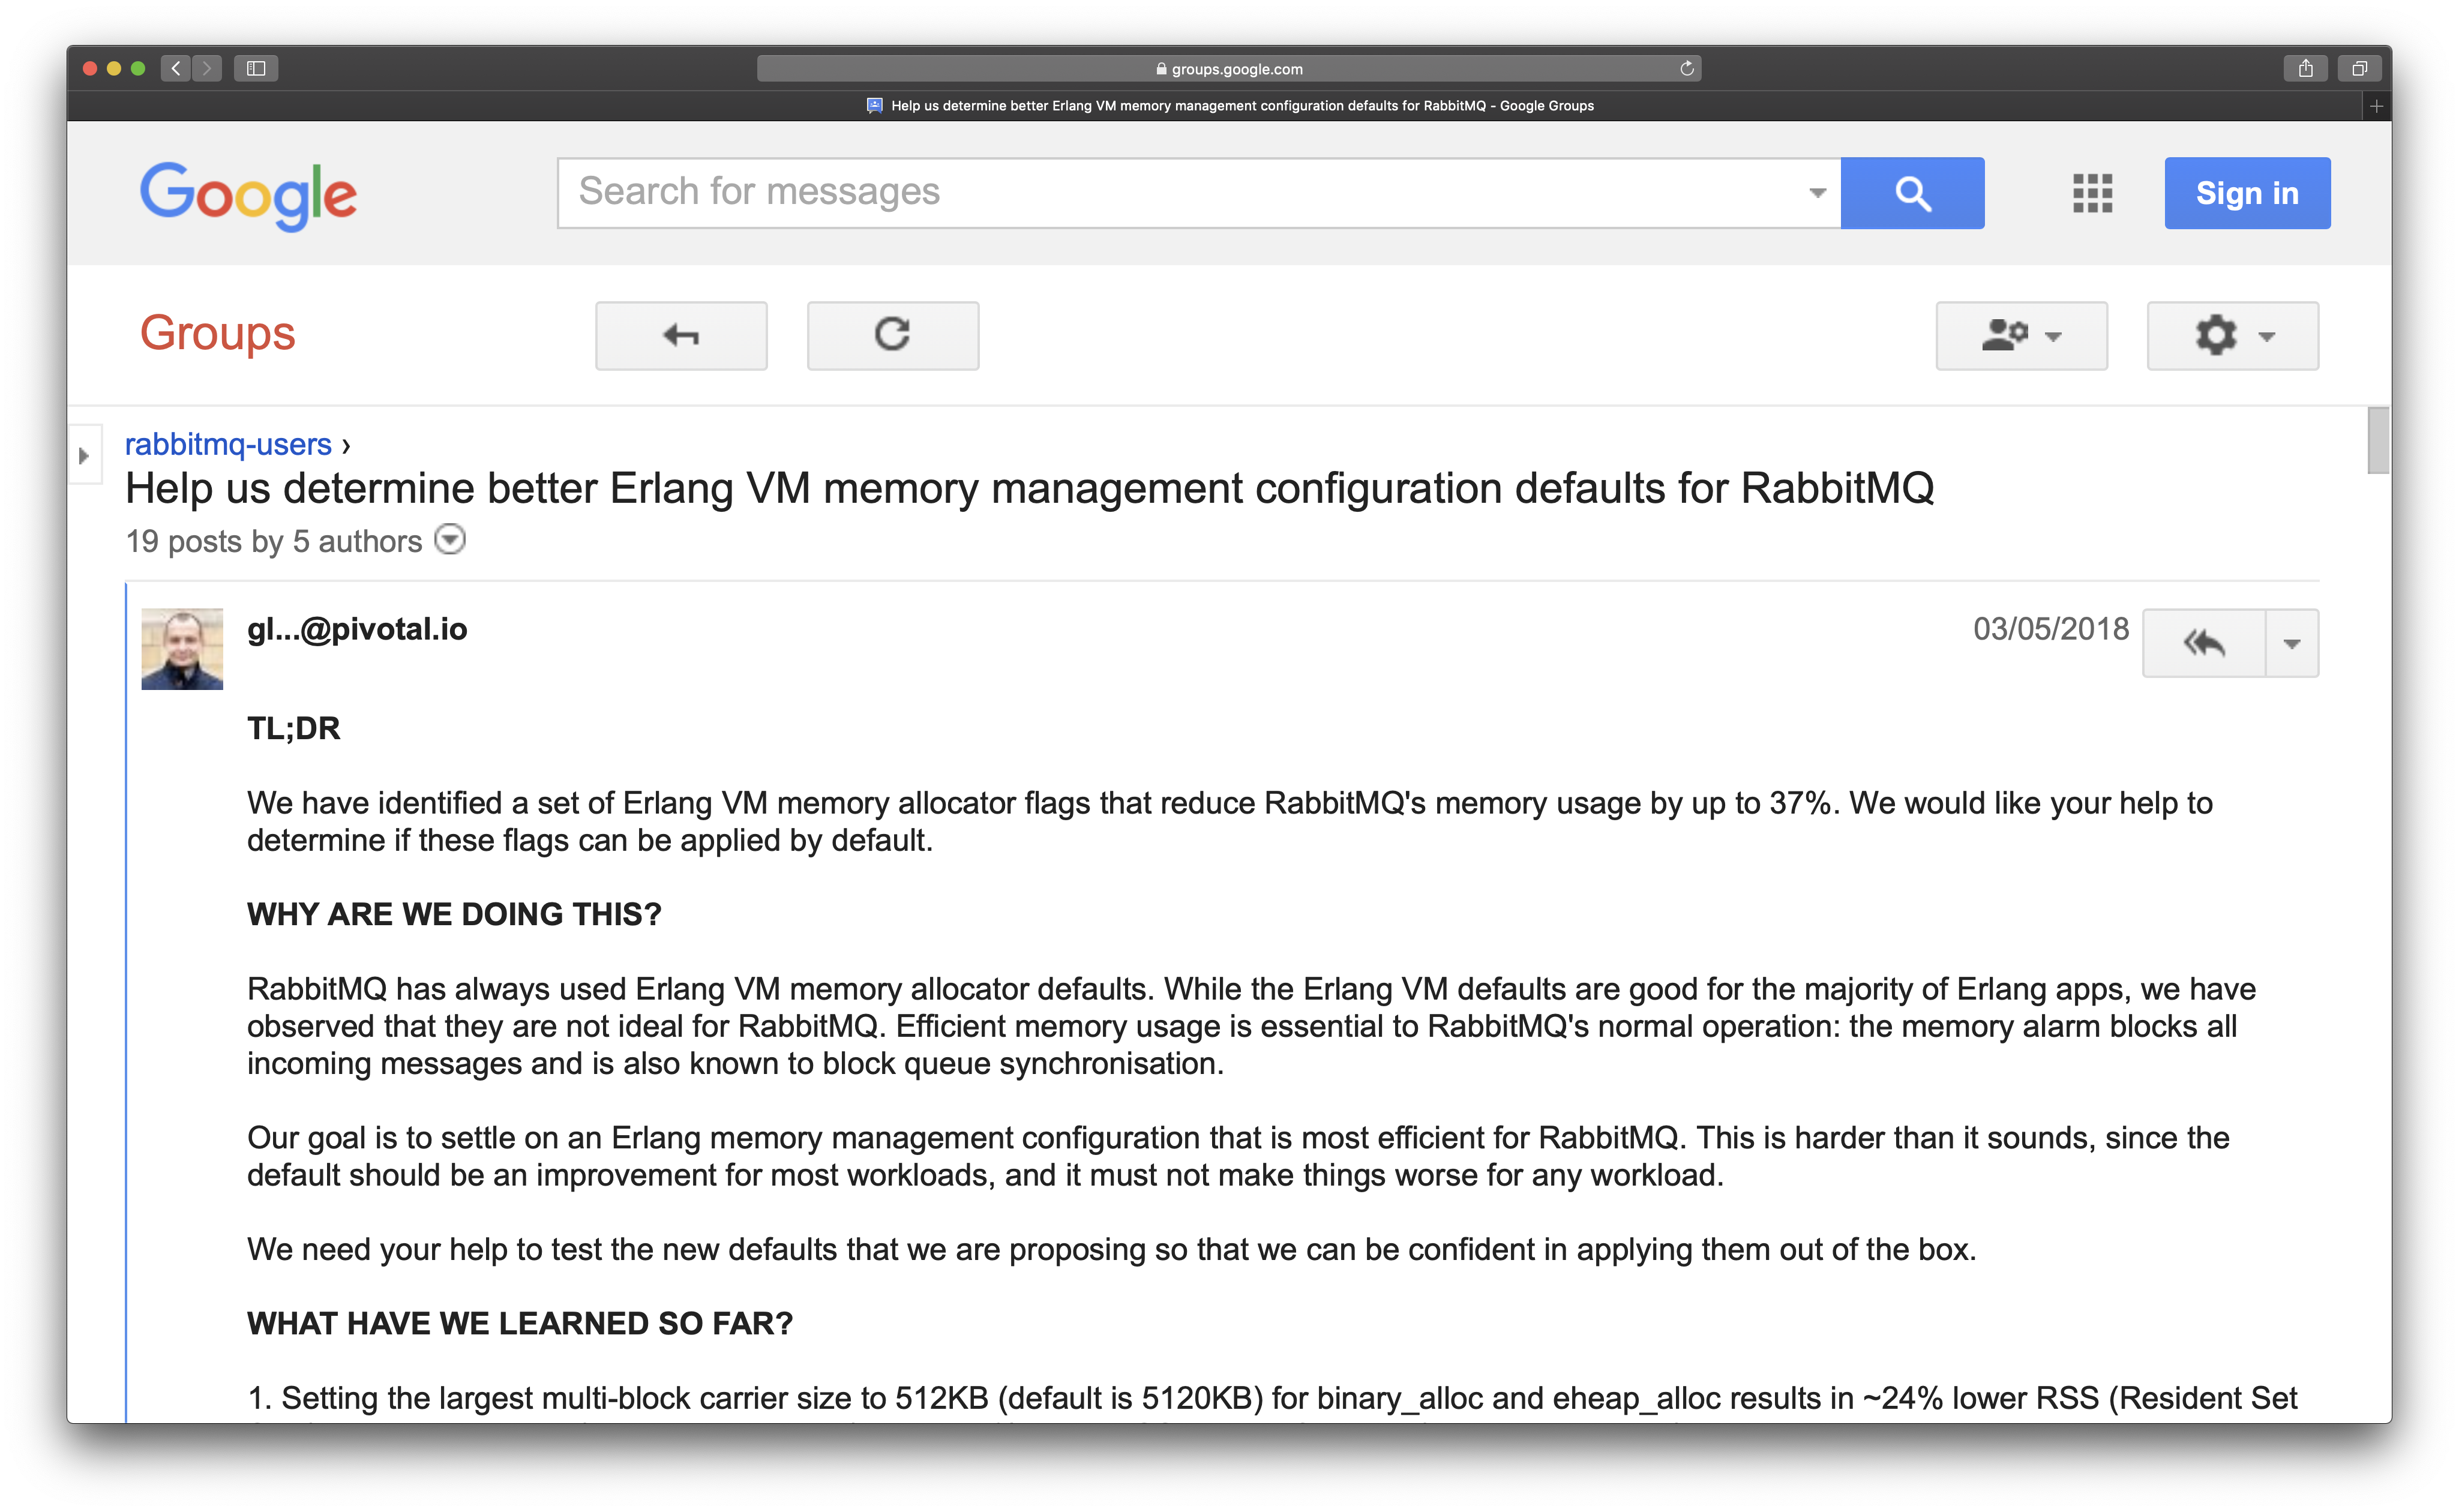 groups.google.com
Help us determine better Erlang VM memory management configuration defaults for RabbitMQ - Google Groups
Google
Search for messages
Sign in
Groups
rabbitmq-users ›
Help us determine better Erlang VM memory management configuration defaults for RabbitMQ
19 posts by 5 authors
gl...@pivotal.io
03/05/2018
TL;DR
We have identified a set of Erlang VM memory allocator flags that reduce RabbitMQ's memory usage by up to 37%. We would like your help to
determine if these flags can be applied by default.
WHY ARE WE DOING THIS?
RabbitMQ has always used Erlang VM memory allocator defaults. While the Erlang VM defaults are good for the majority of Erlang apps, we have
observed that they are not ideal for RabbitMQ. Efficient memory usage is essential to RabbitMQ's normal operation: the memory alarm blocks all
incoming messages and is also known to block queue synchronisation.
Our goal is to settle on an Erlang memory management configuration that is most efficient for RabbitMQ. This is harder than it sounds, since the
default should be an improvement for most workloads, and it must not make things worse for any workload.
We need your help to test the new defaults that we are proposing so that we can be confident in applying them out of the box.
WHAT HAVE WE LEARNED SO FAR?
1. Setting the largest multi-block carrier size to 512KB (default is 5120KB) for binary_alloc and eheap_alloc results in ~24% lower RSS (Resident Set